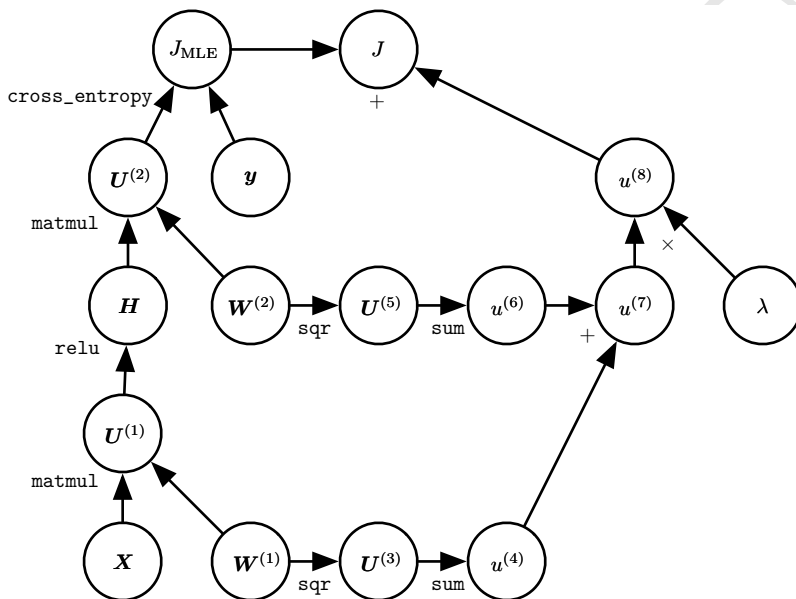 J_MLE J
cross_entropy
+
U^(2) y u^(8)
matmul
×
H W^(2) U^(5) u^(6) u^(7) λ
sqr sum +
relu
U^(1)
matmul
X W^(1) U^(3) u^(4)
sqr sum